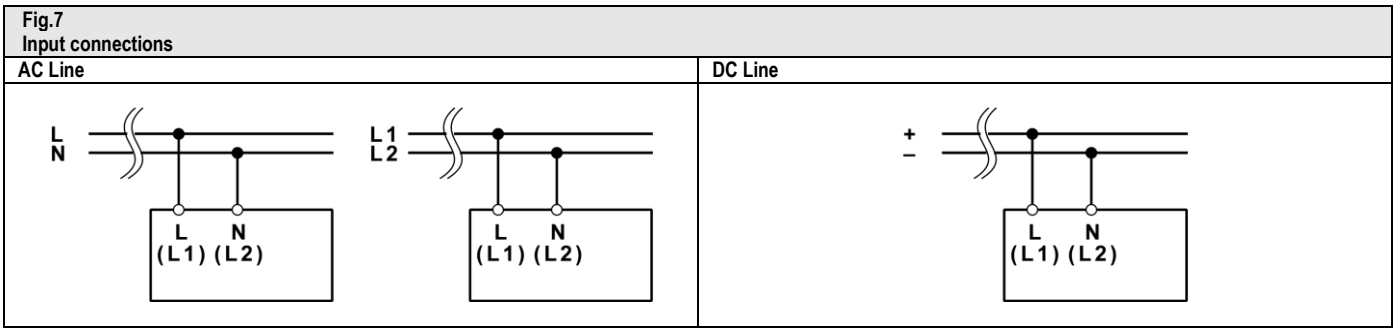 Fig.7
Input connections
AC Line
DC Line
L
N
L
N
(L1) (L2)
L1
L2
L
N
(L1) (L2)
+
–
L
N
(L1) (L2)